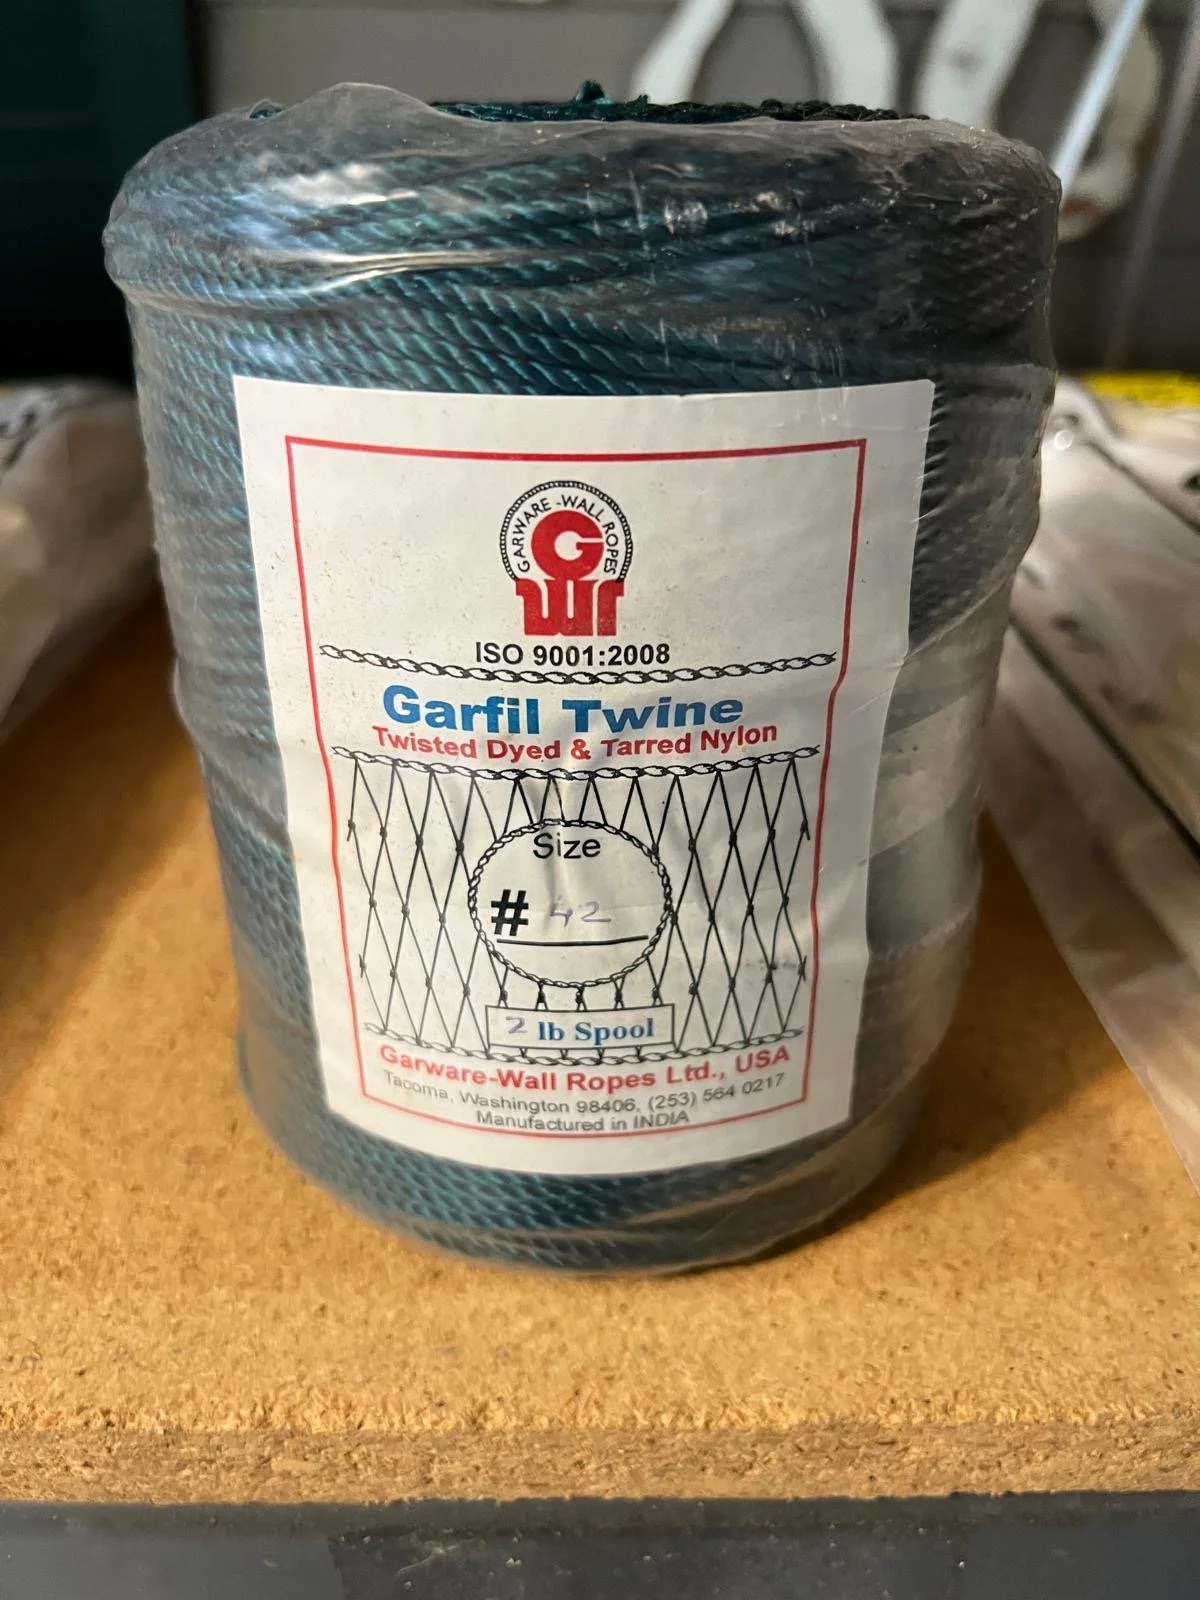 GARWARE-WALL ROPES
G
WR
ISO 9001:2008
Garfil Twine
Twisted Dyed & Tarred Nylon
Size
# 42
2 lb Spool
Garware-Wall Ropes Ltd., USA
Tacoma, Washington 98406, (253) 564 0217
Manufactured in INDIA